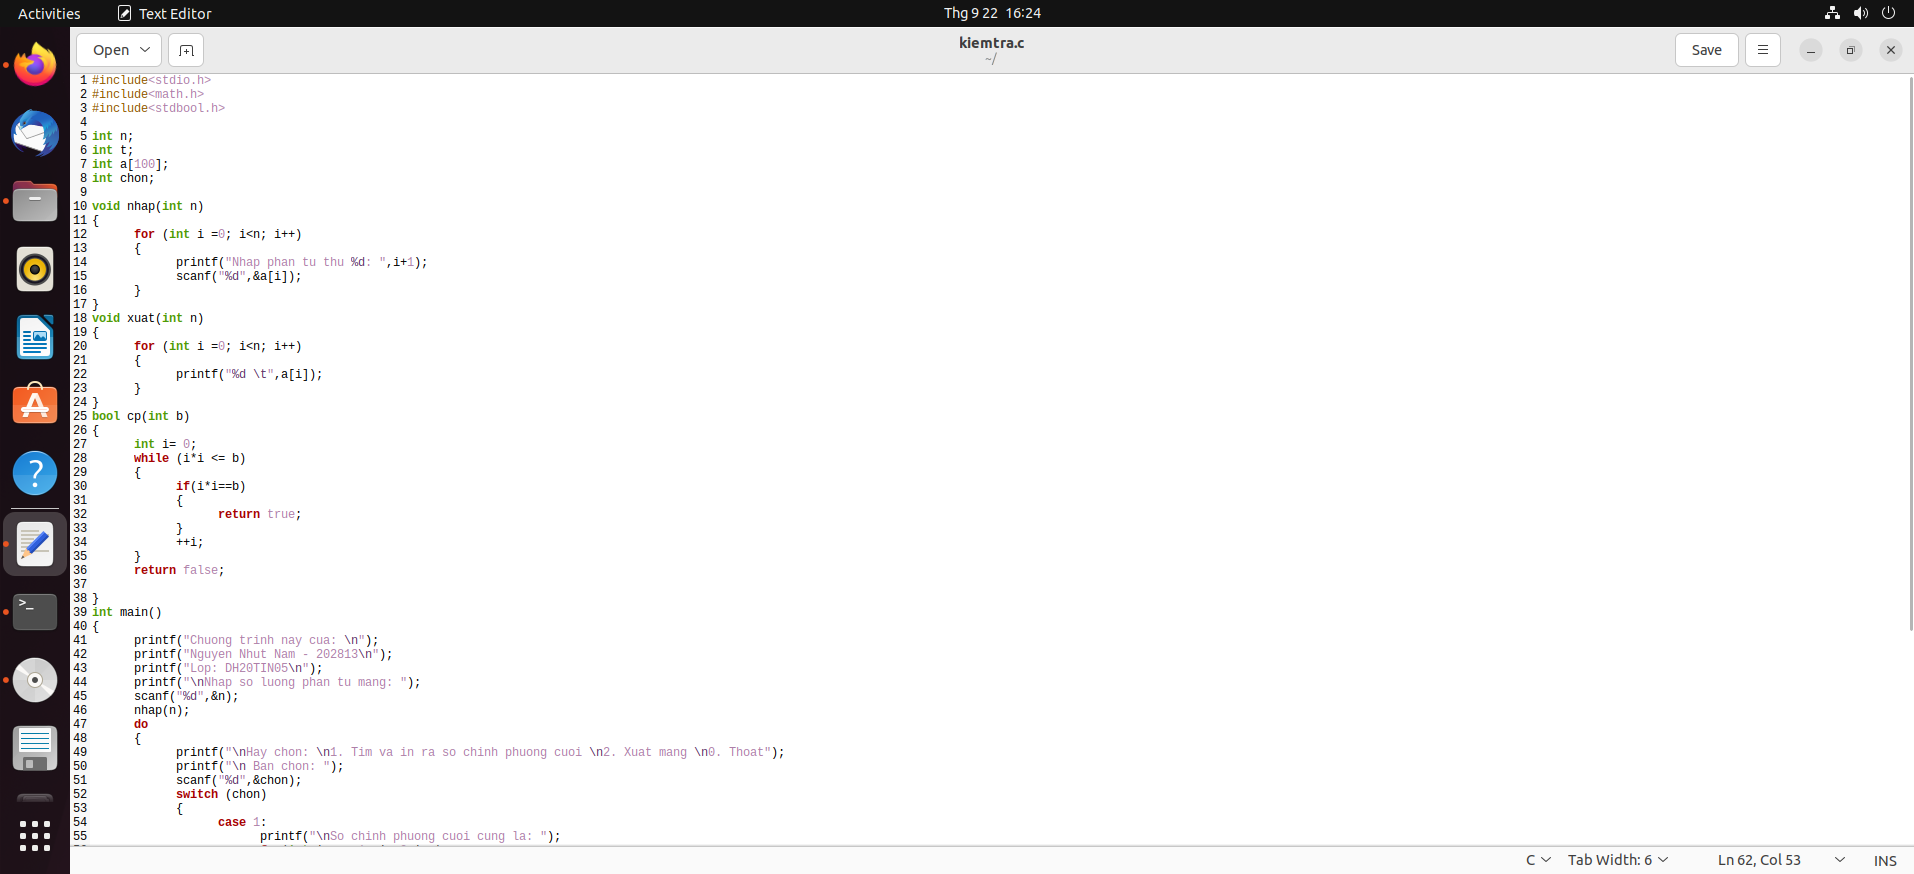 Activities Text Editor Thg 9 22 16:24
Open kiemtra.c Save
~/
1 #include<stdio.h>
2 #include<math.h>
3 #include<stdbool.h>
4
5 int n;
6 int t;
7 int a[100];
8 int chon;
9
10 void nhap(int n)
11 {
12 for (int i =0; i<n; i++)
13 {
14 printf("Nhap phan tu thu %d: ",i+1);
15 scanf("%d",&a[i]);
16 }
17 }
18 void xuat(int n)
19 {
20 for (int i =0; i<n; i++)
21 {
22 printf("%d \t",a[i]);
23 }
24 }
25 bool cp(int b)
26 {
27 int i= 0;
28 while (i*i <= b)
29 {
30 if(i*i==b)
31 {
32 return true;
33 }
34 ++i;
35 }
36 return false;
37
38 }
39 int main()
40 {
41 printf("Chuong trinh nay cua: \n");
42 printf("Nguyen Nhut Nam - 202813\n");
43 printf("Lop: DH20TIN05\n");
44 printf("\nNhap so luong phan tu mang: ");
45 scanf("%d",&n);
46 nhap(n);
47 do
48 {
49 printf("\nHay chon: \n1. Tim va in ra so chinh phuong cuoi \n2. Xuat mang \n0. Thoat");
50 printf("\n Ban chon: ");
51 scanf("%d",&chon);
52 switch (chon)
53 {
54 case 1:
55 printf("\nSo chinh phuong cuoi cung la: ");
C Tab Width: 6 Ln 62, Col 53 INS